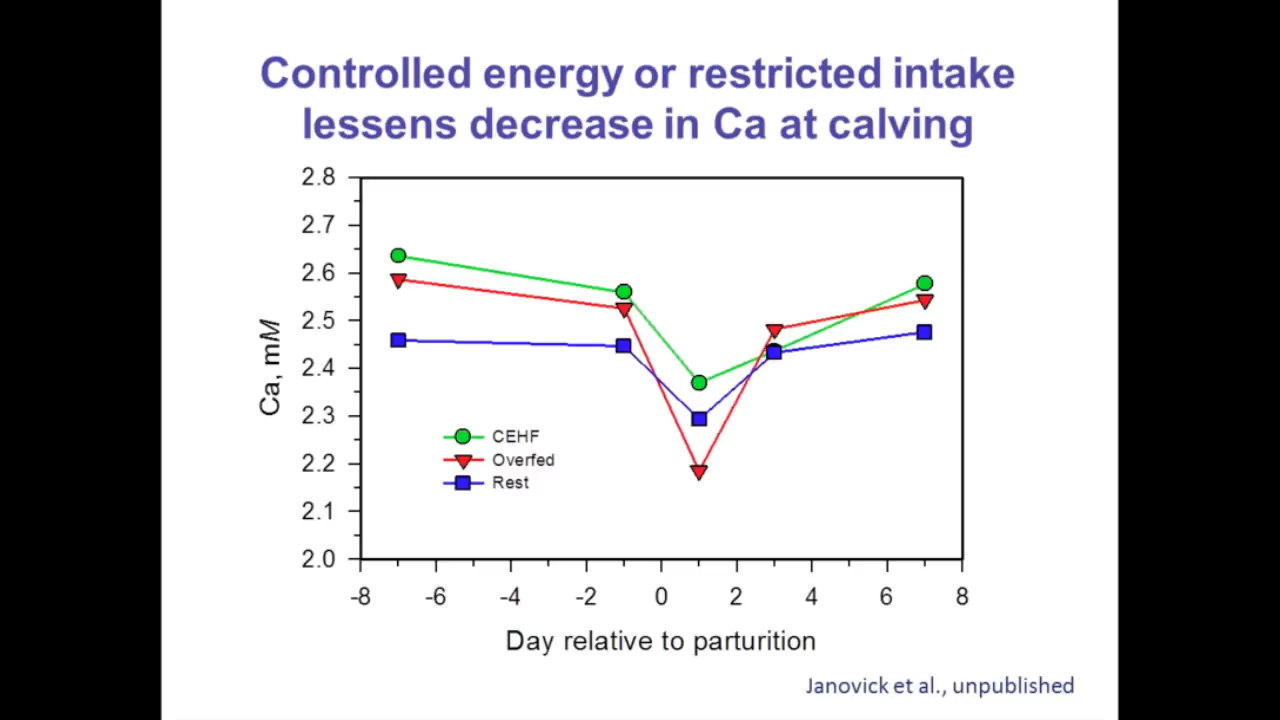 Controlled energy or restricted intake
lessens decrease in Ca at calving
2.8
2.7
2.6
2.5
2.4
2.3
2.2
2.1
2.0
Ca, mM
CEHF
Overfed
Rest
-8 -6 -4 -2 0 2 4 6 8
Day relative to parturition
Janovick et al., unpublished